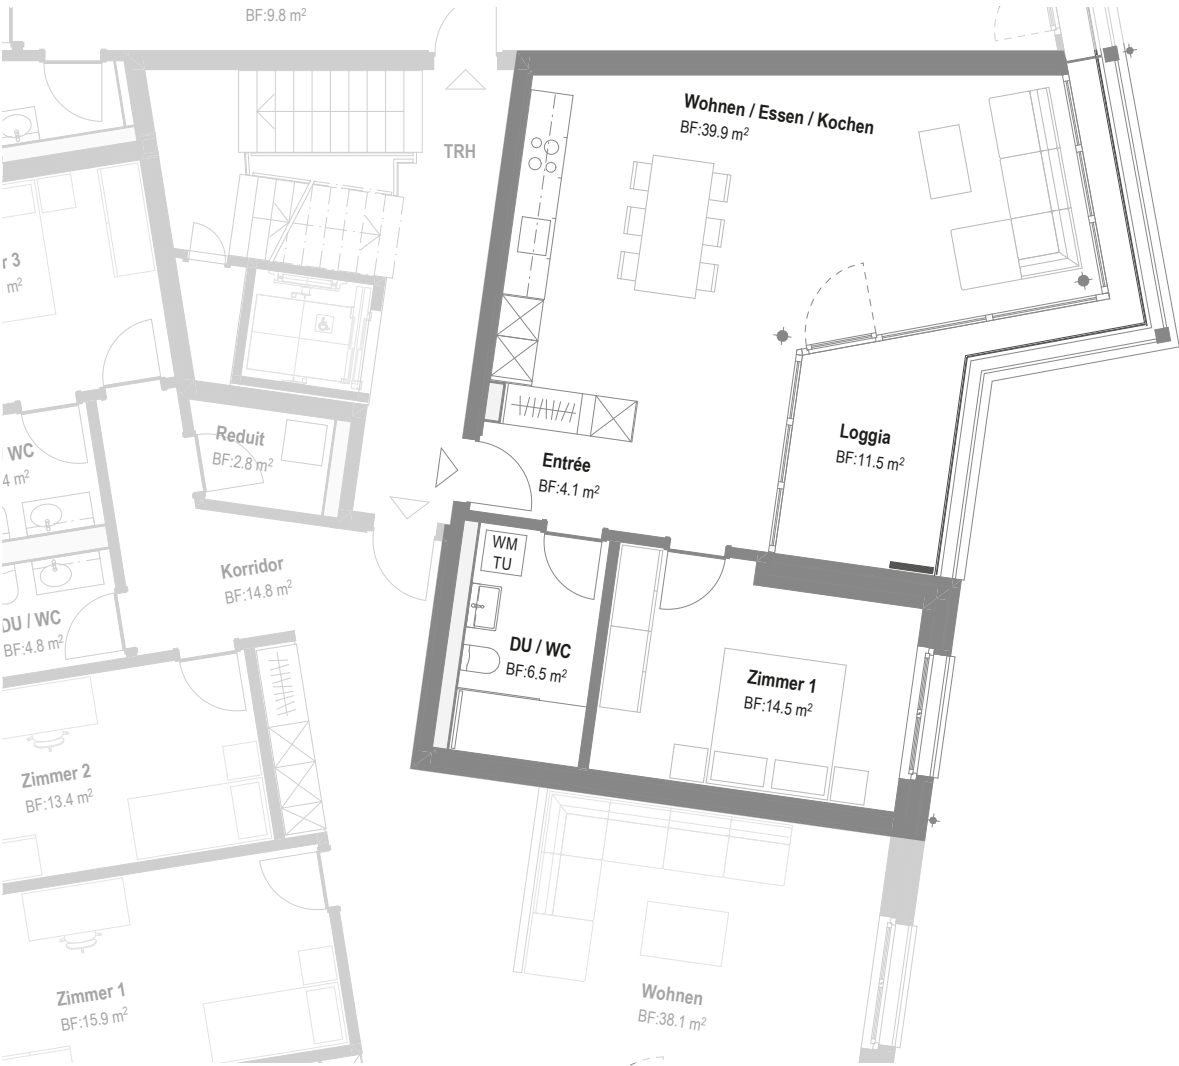 BF:9.8 m²
Wohnen / Essen / Kochen
BF:39.9 m²
TRH
r 3
m²
Loggia
BF:11.5 m²
Reduit
BF:2.8 m²
Entrée
BF:4.1 m²
WC
4 m²
WM
TU
Korridor
BF:14.8 m²
DU / WC
BF:4.8 m²
DU / WC
BF:6.5 m²
Zimmer 1
BF:14.5 m²
Zimmer 2
BF:13.4 m²
Zimmer 1
BF:15.9 m²
Wohnen
BF:38.1 m²